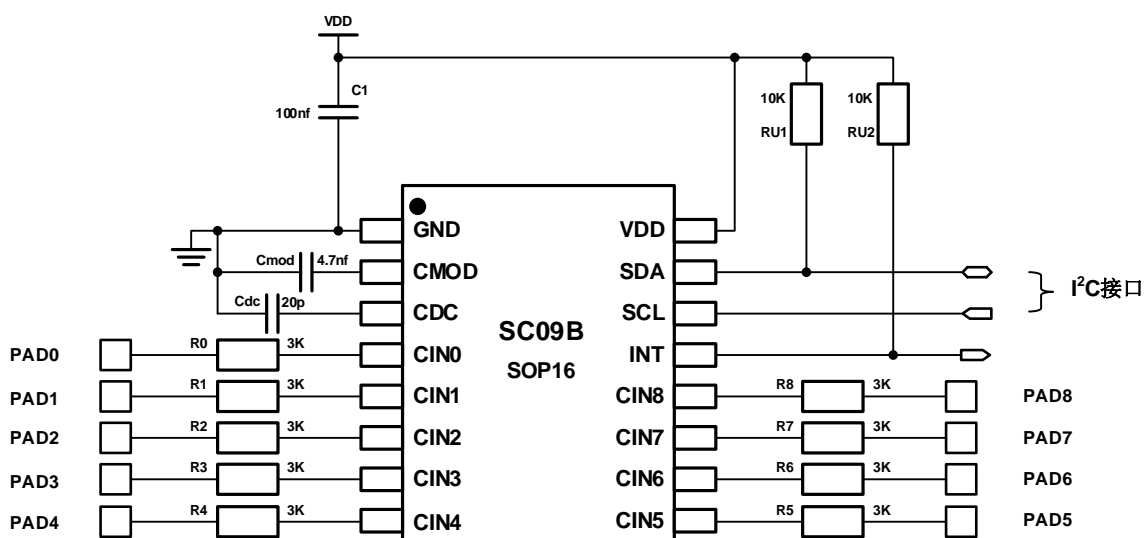 VDD
C1
100nf
10K
10K
RU1
RU2
GND
VDD
Cmod
4.7nf
CMOD
SDA
Cdc
20p
CDC
SCL
I²C接口
SC09B
SOP16
PAD0
R0
3K
CIN0
INT
PAD1
R1
3K
CIN1
CIN8
R8
3K
PAD8
PAD2
R2
3K
CIN2
CIN7
R7
3K
PAD7
PAD3
R3
3K
CIN3
CIN6
R6
3K
PAD6
PAD4
R4
3K
CIN4
CIN5
R5
3K
PAD5